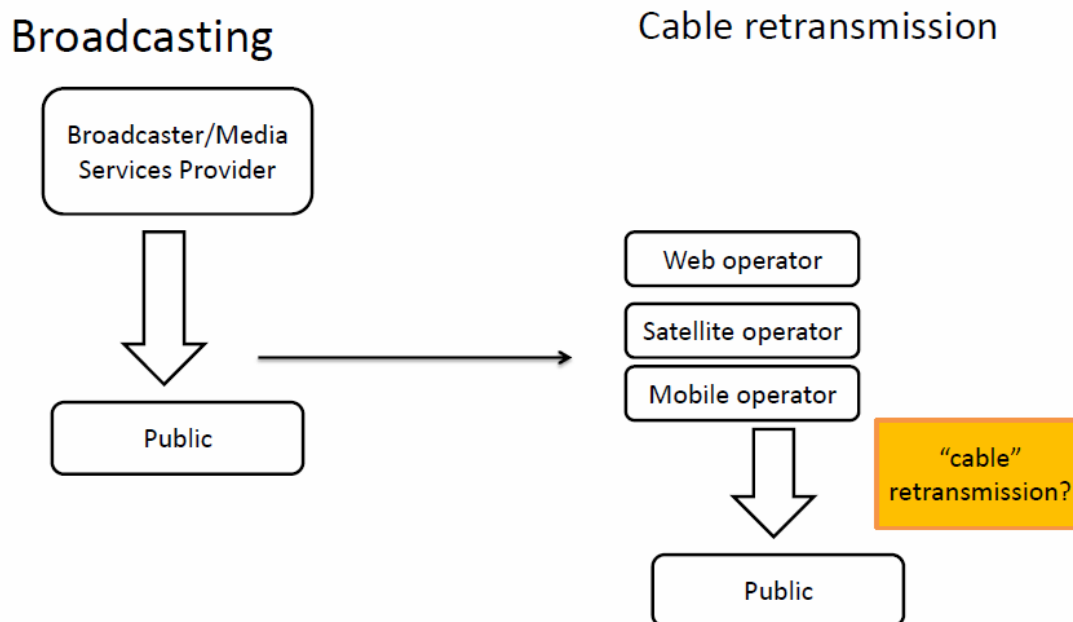 Broadcasting
Cable retransmission
Broadcaster/Media
Services Provider
Public
Web operator
Satellite operator
Mobile operator
“cable”
retransmission?
Public